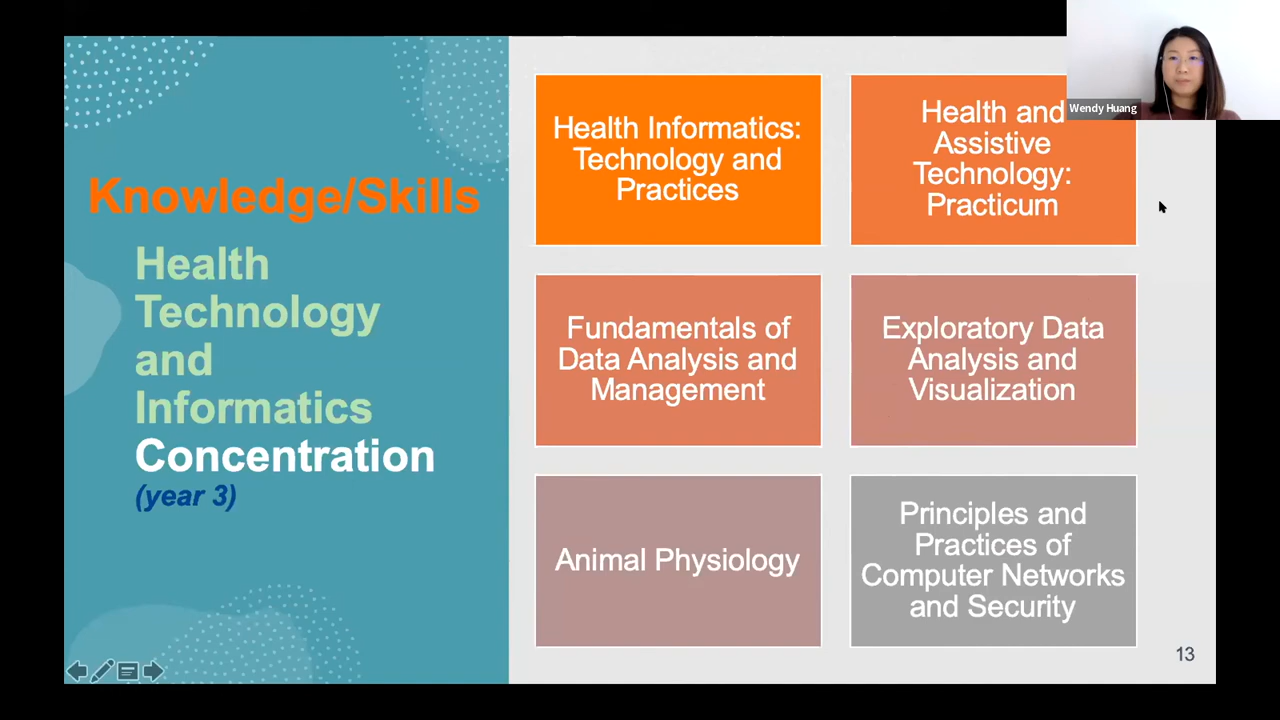 Knowledge/Skills
Health
Technology
and
Informatics
Concentration
(year 3)
Health Informatics:
Technology and
Practices
Health and
Assistive
Technology:
Practicum
Fundamentals of
Data Analysis and
Management
Exploratory Data
Analysis and
Visualization
Animal Physiology
Principles and
Practices of
Computer Networks
and Security
13
Wendy Huang